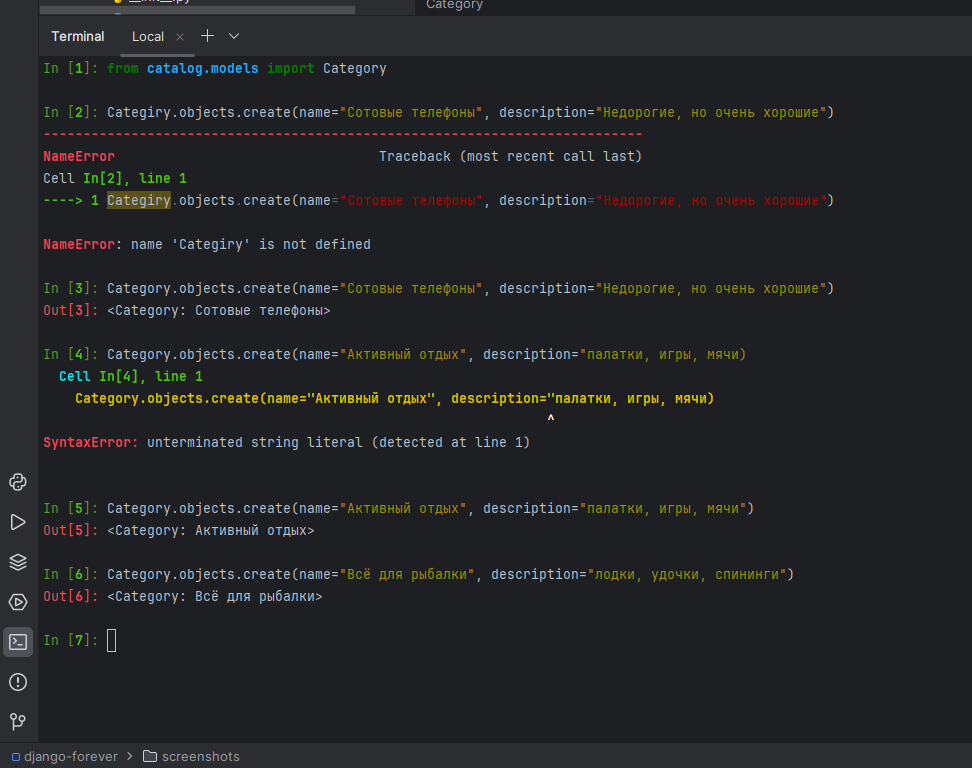 Category
Terminal Local
In [1]: from catalog.models import Category
In [2]: Categiry.objects.create(name="Сотовые телефоны", description="Недорогие, но очень хорошие")
---------------------------------------------------------------------------
NameError Traceback (most recent call last)
Cell In[2], line 1
----> 1 Categiry.objects.create(name="Сотовые телефоны", description="Недорогие, но очень хорошие")
NameError: name 'Categiry' is not defined
In [3]: Category.objects.create(name="Сотовые телефоны", description="Недорогие, но очень хорошие")
Out[3]: <Category: Сотовые телефоны>
In [4]: Category.objects.create(name="Активный отдых", description="палатки, игры, мячи)
Cell In[4], line 1
Category.objects.create(name="Активный отдых", description="палатки, игры, мячи)
^
SyntaxError: unterminated string literal (detected at line 1)
In [5]: Category.objects.create(name="Активный отдых", description="палатки, игры, мячи")
Out[5]: <Category: Активный отдых>
In [6]: Category.objects.create(name="Всё для рыбалки", description="лодки, удочки, спининги")
Out[6]: <Category: Всё для рыбалки>
In [7]:
django-forever > screenshots